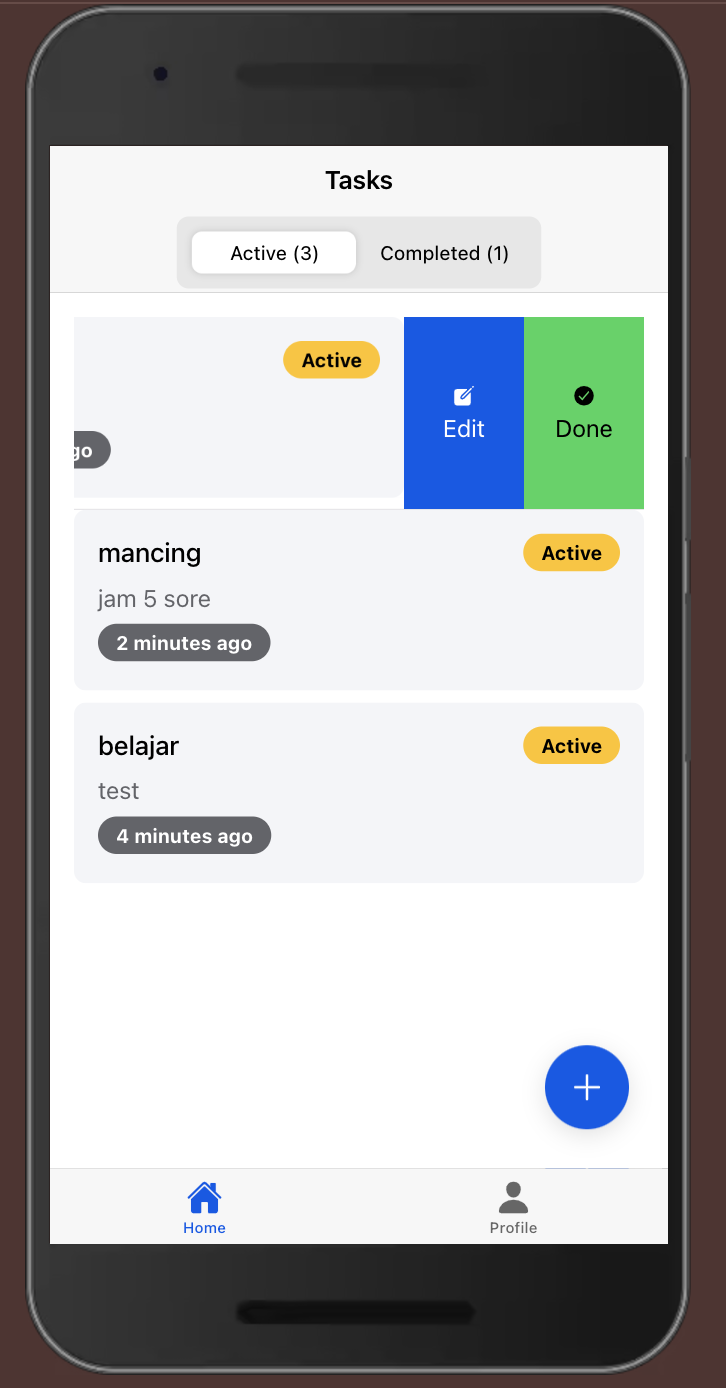 Tasks
Active (3) Completed (1)
Active
go
Edit Done
mancing Active
jam 5 sore
2 minutes ago
belajar Active
test
4 minutes ago
Home Profile